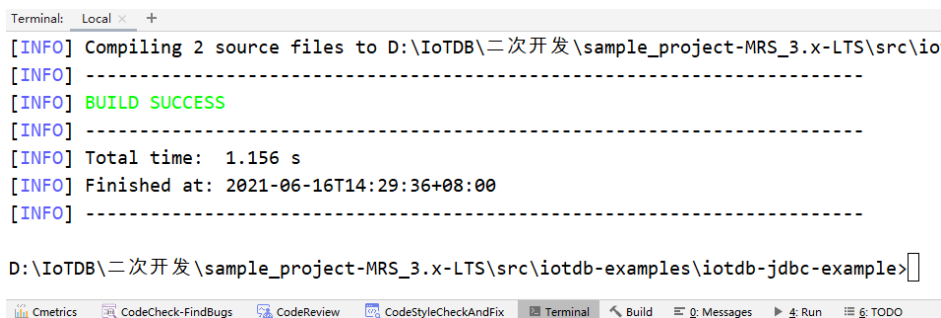 Terminal: Local × +
[INFO] Compiling 2 source files to D:\IoTDB\二次开发\sample_project-MRS_3.x-LTS\src\io
[INFO] ------------------------------------------------------------------------
[INFO] BUILD SUCCESS
[INFO] ------------------------------------------------------------------------
[INFO] Total time:  1.156 s
[INFO] Finished at: 2021-06-16T14:29:36+08:00
[INFO] ------------------------------------------------------------------------
D:\IoTDB\二次开发\sample_project-MRS_3.x-LTS\src\iotdb-examples\iotdb-jdbc-example>
Cmetrics CodeCheck-FindBugs CodeReview CodeStyleCheckAndFix Terminal Build 0: Messages 4: Run 6: TODO